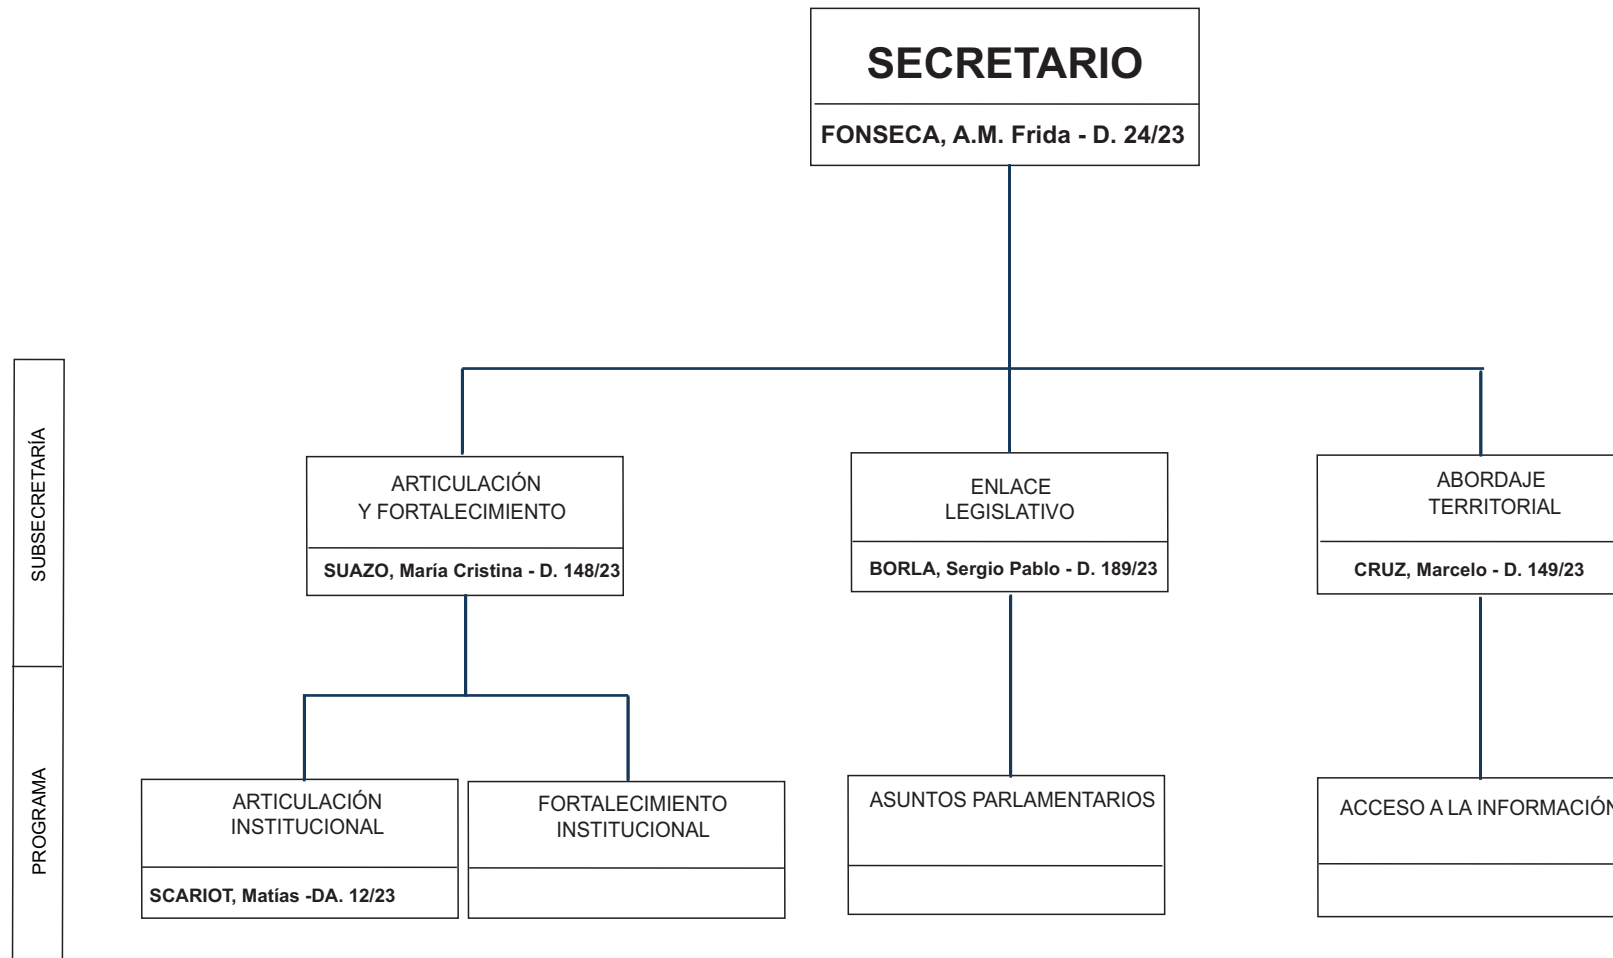 SECRETARIO
FONSECA, A.M. Frida - D. 24/23
SUBSECRETARÍA
ARTICULACIÓN
Y FORTALECIMIENTO
SUAZO, María Cristina - D. 148/23
ENLACE
LEGISLATIVO
BORLA, Sergio Pablo - D. 189/23
ABORDAJE
TERRITORIAL
CRUZ, Marcelo - D. 149/23
PROGRAMA
ARTICULACIÓN
INSTITUCIONAL
SCARIOT, Matías -DA. 12/23
FORTALECIMIENTO
INSTITUCIONAL
ASUNTOS PARLAMENTARIOS
ACCESO A LA INFORMACIÓN